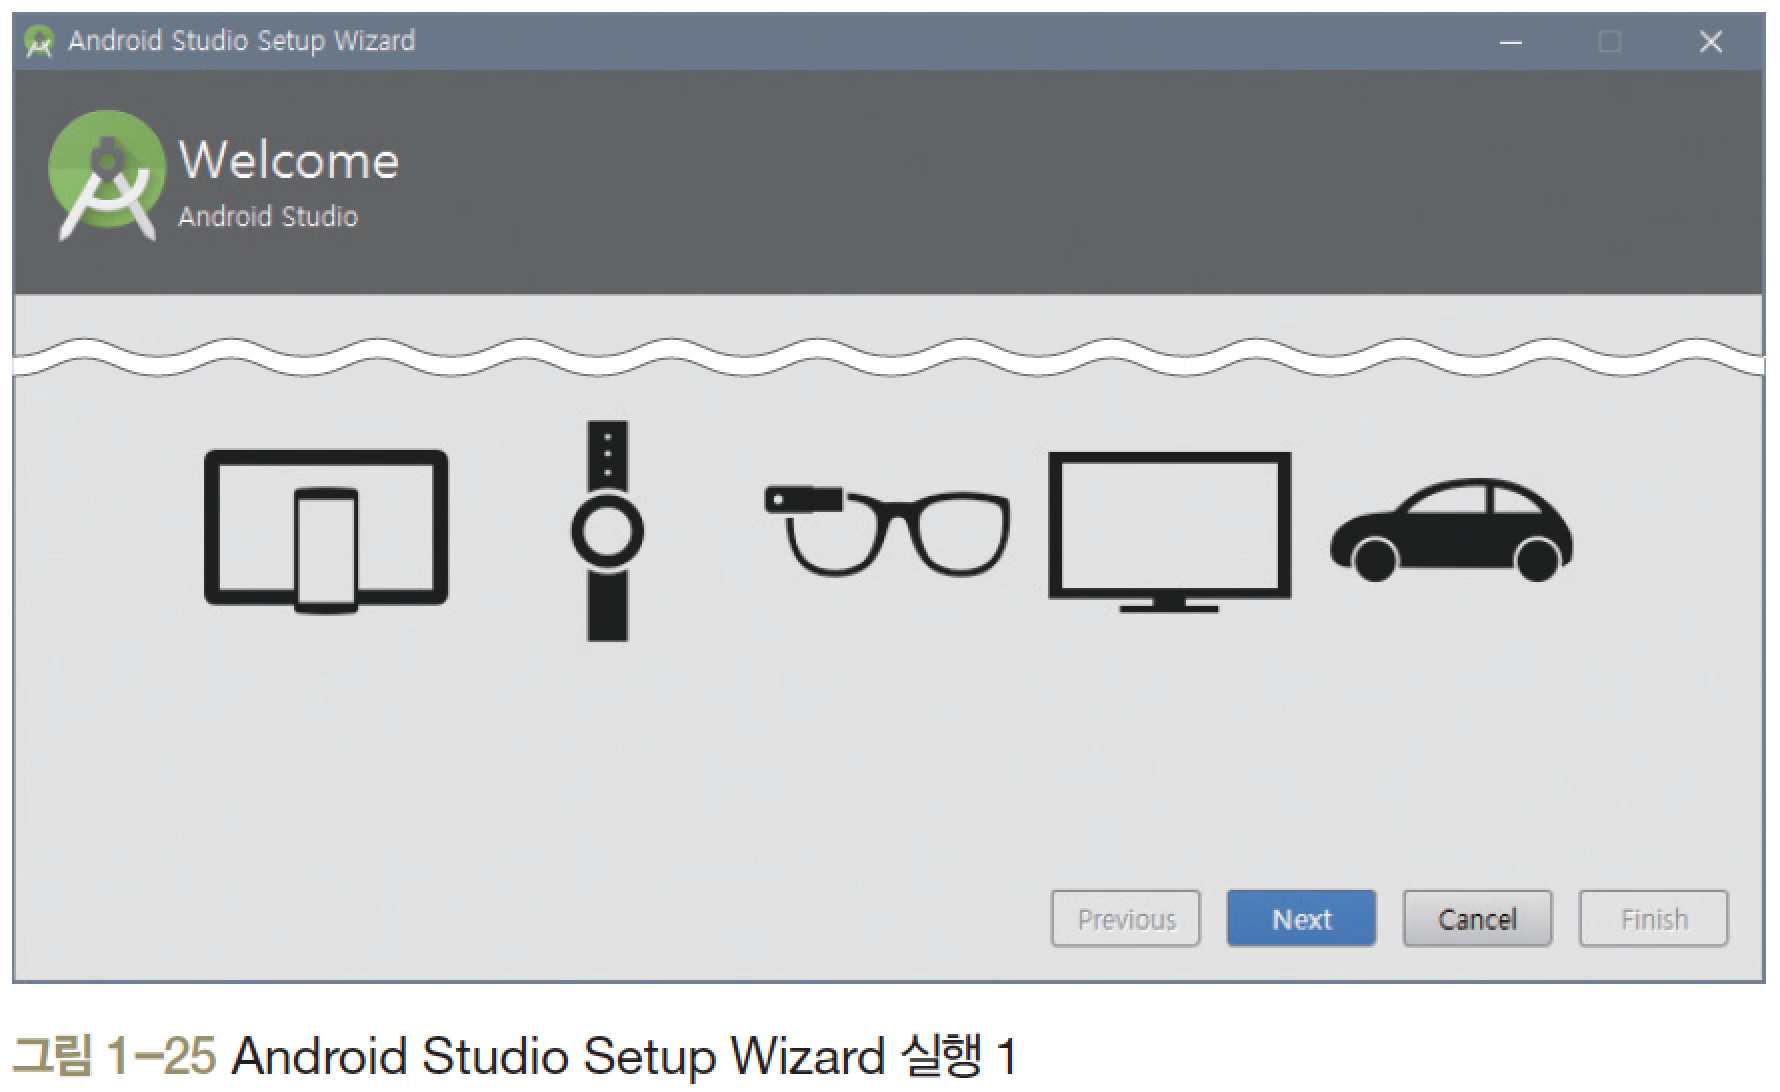 Android Studio Setup Wizard
Welcome
Android Studio
Previous Next Cancel Finish
그림 1-25 Android Studio Setup Wizard 실행 1